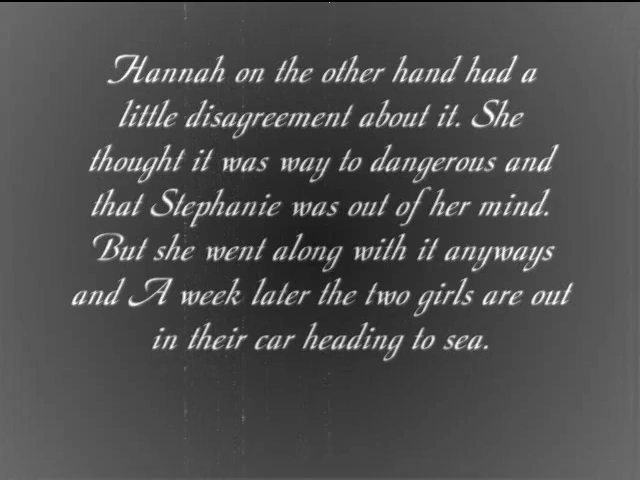 Hannah on the other hand had a
little disagreement about it. She
thought it was way to dangerous and
that Stephanie was out of her mind.
But she went along with it anyways
and A week later the two girls are out
in their car heading to sea.